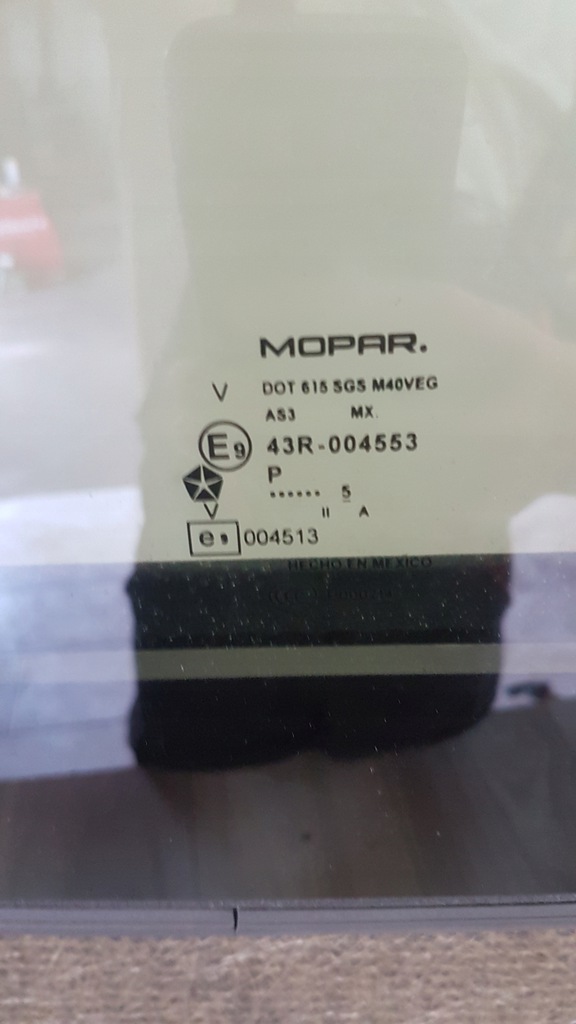 MOPAR.
V DOT 615 SGS M40VEG
AS3 MX.
E9 43R-004553
P
...... 5
V II A
e9 004513
HECHO EN MEXICO